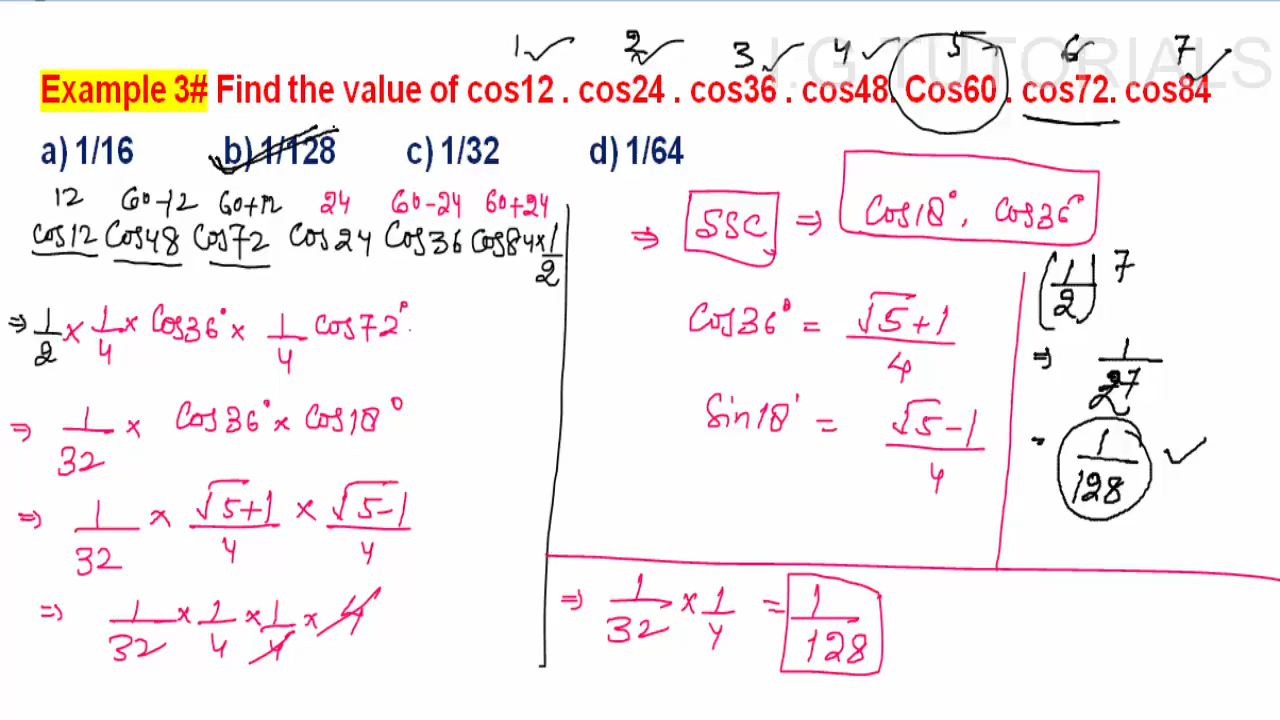 1 2 3 4 5 6 7
I.G TUTORIALS
Example 3# Find the value of cos12 . cos24 . cos36 . cos48. Cos60 . cos72. cos84
a) 1/16 b) 1/128 c) 1/32 d) 1/64
12 60-12 60+12 24 60-24 60+24
cos12 Cos48 Cos72 Cos24 Cos36 Cos84 × 1/2
⇒ 1/2 × 1/4 × Cos36° × 1/4 Cos72°
⇒ 1/32 × Cos36° × Cos18°
⇒ 1/32 × √5+1/4 × √5-1/4
⇒ 1/32 × 1/4 × 1/4 × 4
⇒ SSC ⇒ Cos18°, Cos36°
Cos36° = √5+1/4
Sin18° = √5-1/4
(1/2)7
⇒ 1/27
= 1/128
⇒ 1/32 × 1/4 = 1/128